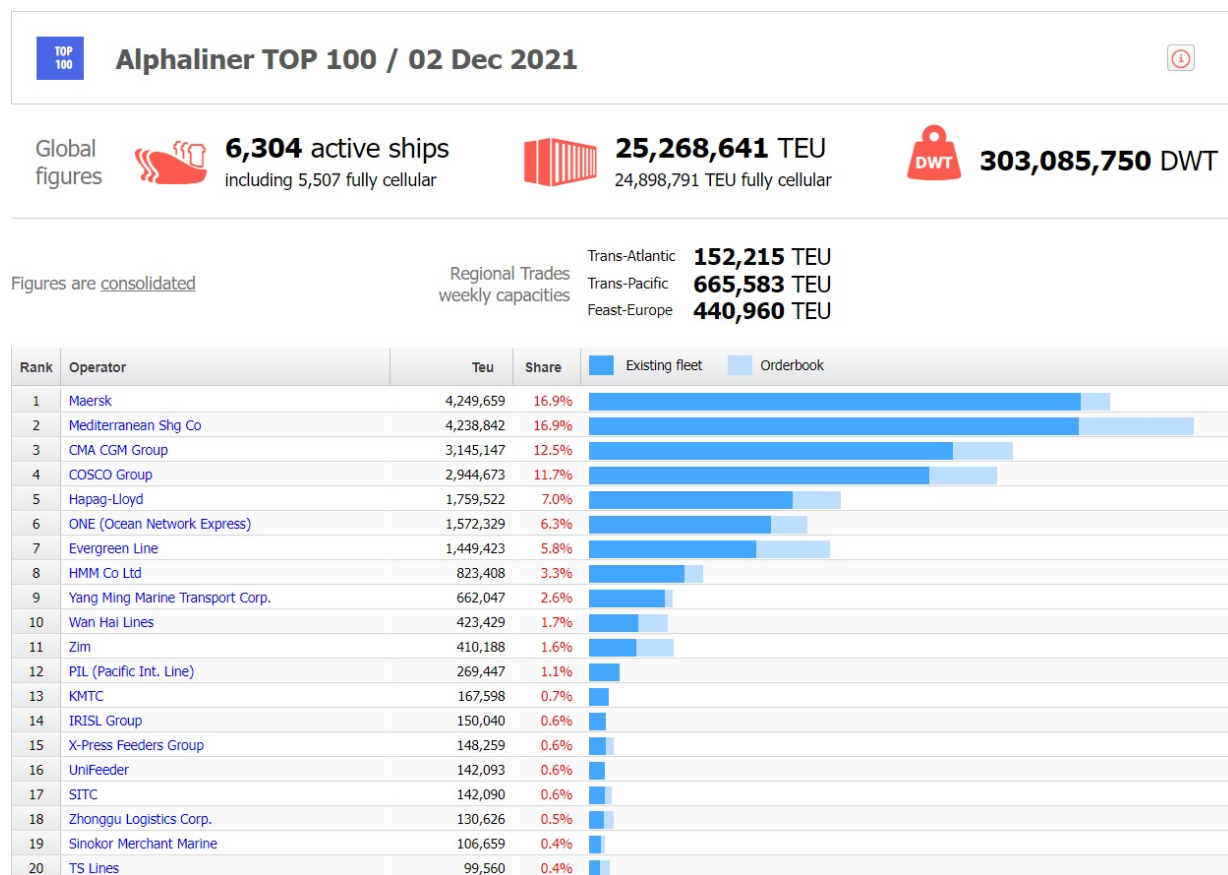 TOP
100
Alphaliner TOP 100 / 02 Dec 2021
Global
figures
6,304 active ships
including 5,507 fully cellular
25,268,641 TEU
24,898,791 TEU fully cellular
DWT
303,085,750 DWT
Figures are consolidated
Regional Trades
weekly capacities
Trans-Atlantic 152,215 TEU
Trans-Pacific 665,583 TEU
Feast-Europe 440,960 TEU
Rank Operator Teu Share Existing fleet Orderbook
1 Maersk 4,249,659 16.9%
2 Mediterranean Shg Co 4,238,842 16.9%
3 CMA CGM Group 3,145,147 12.5%
4 COSCO Group 2,944,673 11.7%
5 Hapag-Lloyd 1,759,522 7.0%
6 ONE (Ocean Network Express) 1,572,329 6.3%
7 Evergreen Line 1,449,423 5.8%
8 HMM Co Ltd 823,408 3.3%
9 Yang Ming Marine Transport Corp. 662,047 2.6%
10 Wan Hai Lines 423,429 1.7%
11 Zim 410,188 1.6%
12 PIL (Pacific Int. Line) 269,447 1.1%
13 KMTC 167,598 0.7%
14 IRISL Group 150,040 0.6%
15 X-Press Feeders Group 148,259 0.6%
16 UniFeeder 142,093 0.6%
17 SITC 142,090 0.6%
18 Zhonggu Logistics Corp. 130,626 0.5%
19 Sinokor Merchant Marine 106,659 0.4%
20 TS Lines 99,560 0.4%